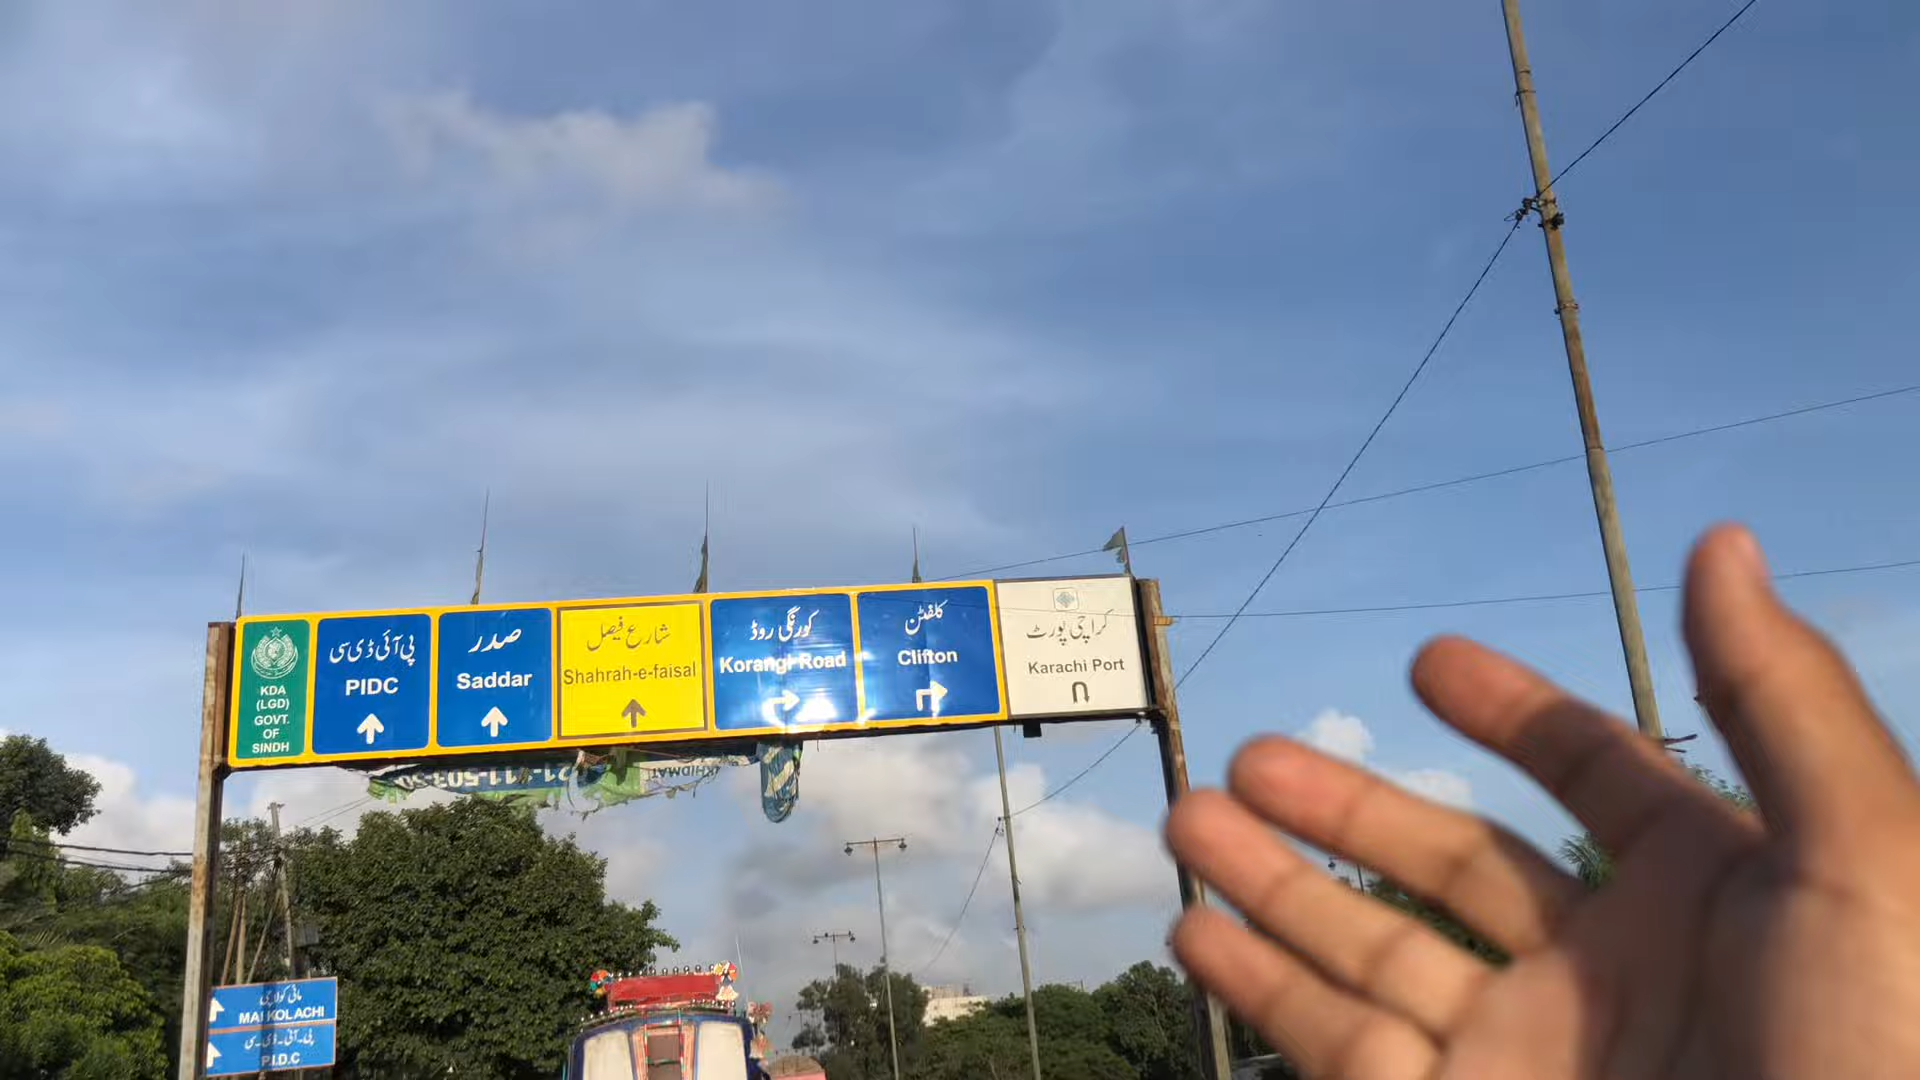 KDA
(LGD)
GOVT.
OF
SINDH
پی آئی ڈی سی
PIDC
صدر
Saddar
شارع فیصل
Shahrah-e-faisal
کورنگی روڈ
Korangi Road
کلفٹن
Clifton
کراچی پورٹ
Karachi Port
KHIDMAT
مائی کولاچی
MAI KOLACHI
پی۔آئی۔ڈی۔سی
P.I.D.C